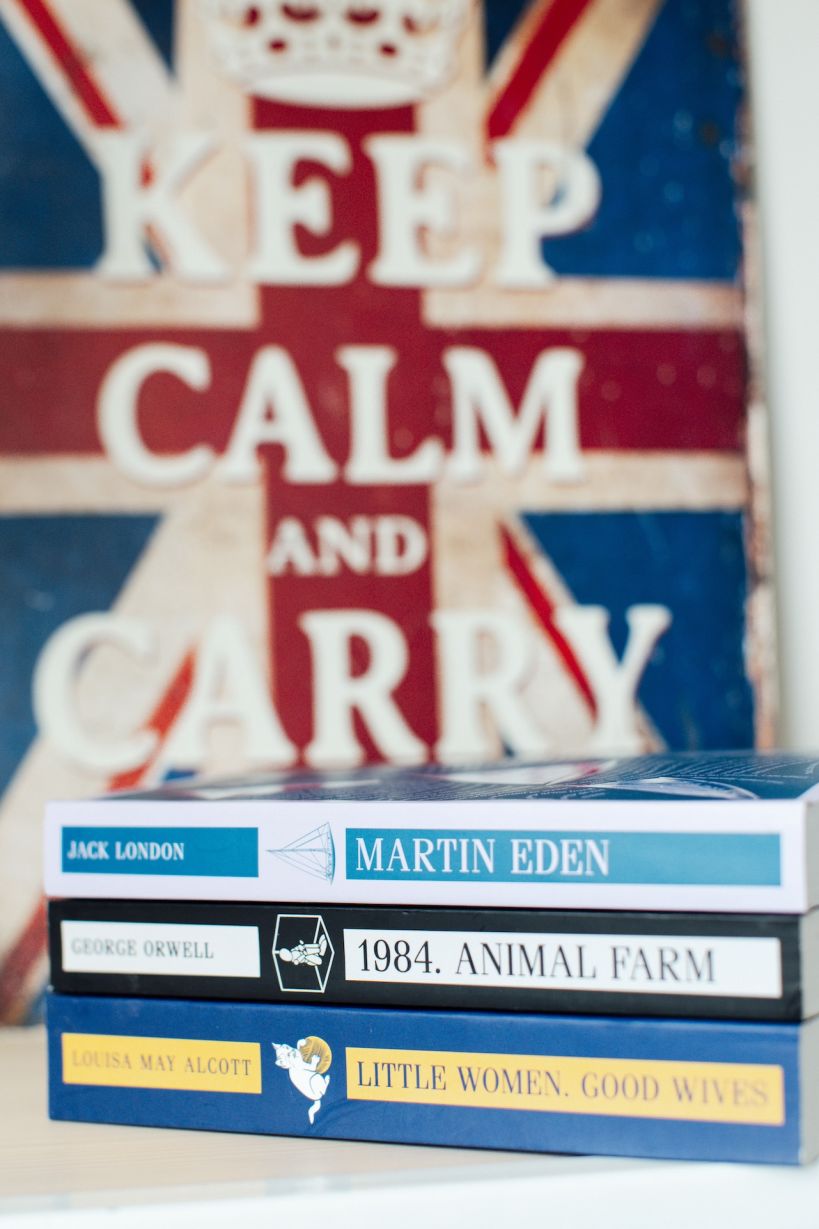 KEEP
CALM
AND
CARRY
JACK LONDON
MARTIN EDEN
GEORGE ORWELL
1984. ANIMAL FARM
LOUISA MAY ALCOTT
LITTLE WOMEN. GOOD WIVES